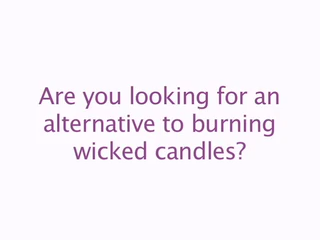 Are you looking for an
alternative to burning
wicked candles?